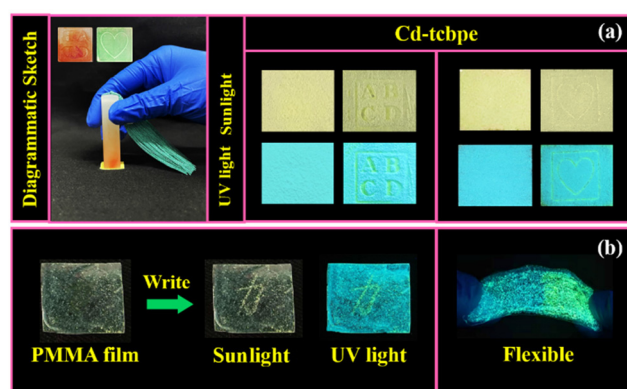 Diagrammatic Sketch
UV light Sunlight
Cd-tcbpe
(a)
A B
C D
A B
C D
(b)
Write
PMMA film
Sunlight
UV light
Flexible